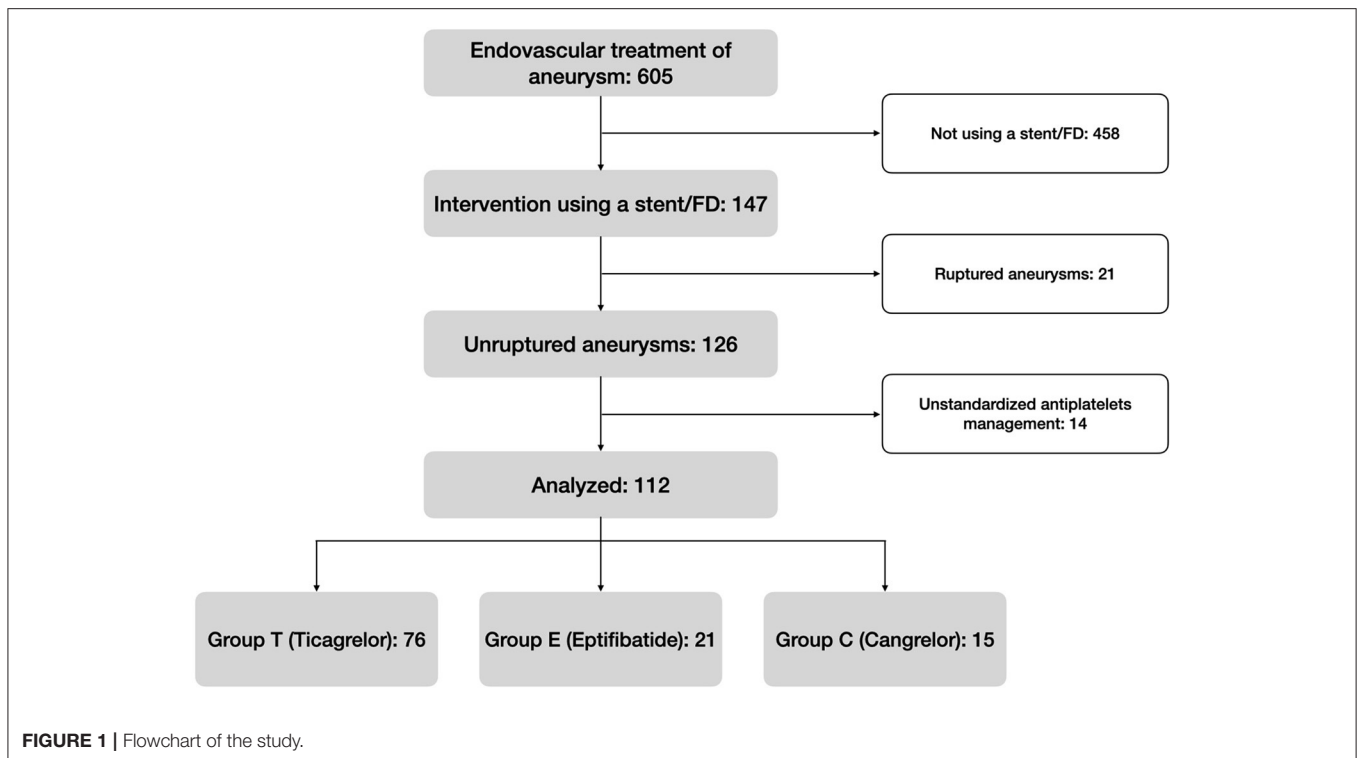 Endovascular treatment of
aneurysm: 605
Not using a stent/FD: 458
Intervention using a stent/FD: 147
Ruptured aneurysms: 21
Unruptured aneurysms: 126
Unstandardized antiplatelets
management: 14
Analyzed: 112
Group T (Ticagrelor): 76
Group E (Eptifibatide): 21
Group C (Cangrelor): 15
FIGURE 1 | Flowchart of the study.